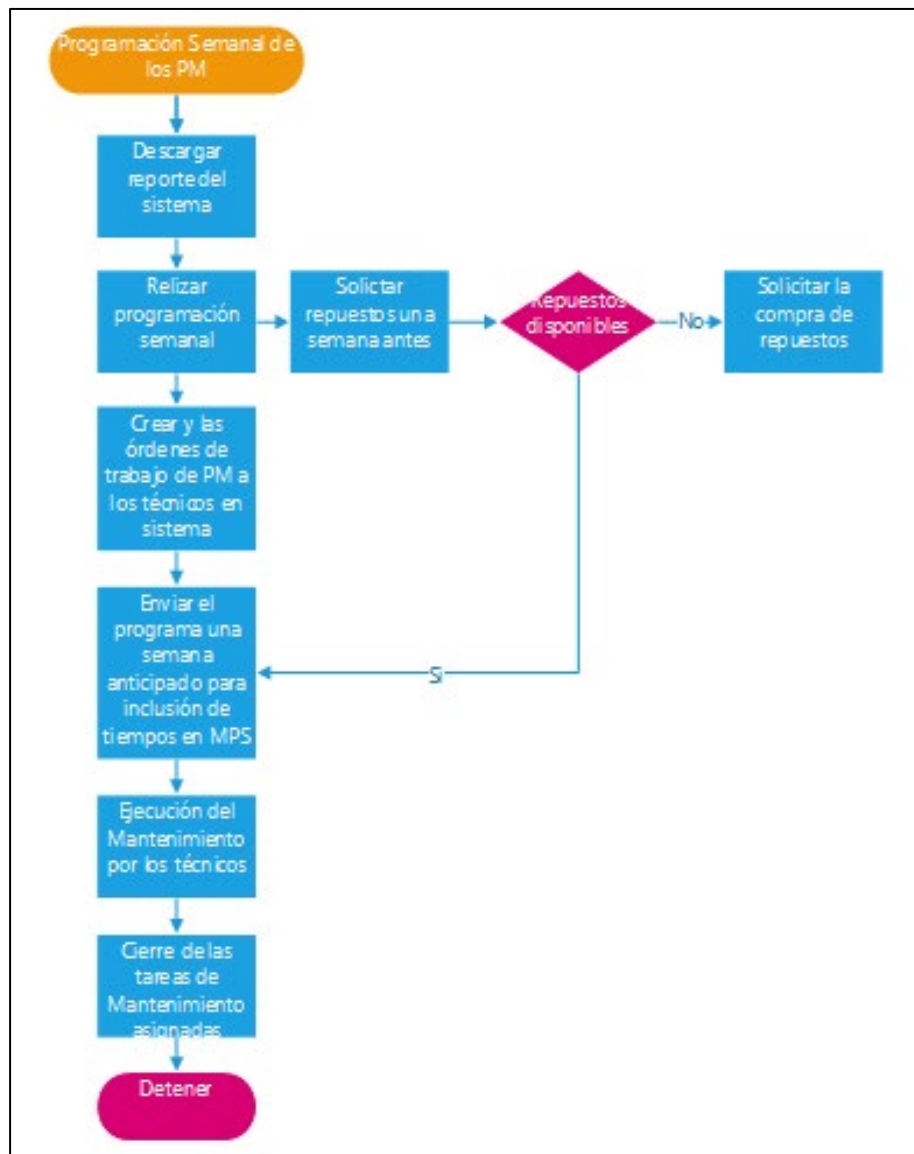 Programación Semanal de
los PM
Descargar
reporte del
sistema
Relizar
programación
semanal
Solictar
repuestos una
semana antes
Repuestos
disponibles
No
Solicitar la
compra de
repuestos
Crear y las
órdenes de
trabajo de PM a
los técnicos en
sistema
Enviar el
programa una
semana
anticipado para
inclusión de
tiempos en MPS
Si
Ejecución del
Mantenimiento
por los técnicos
Cierre de las
tareas de
Mantenimiento
asignadas
Detener